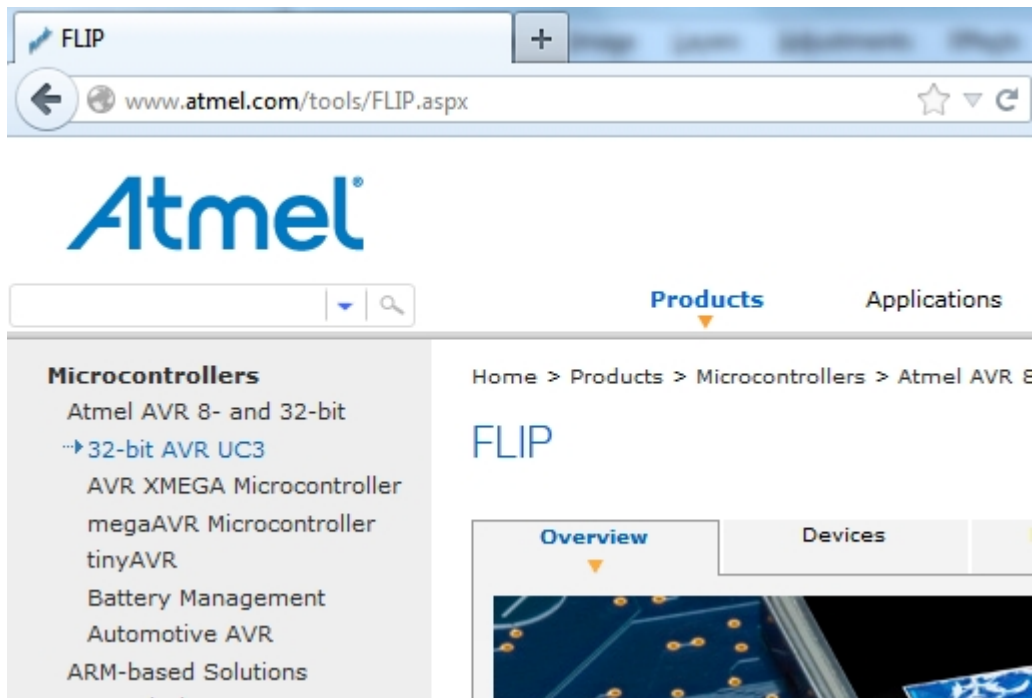 FLIP
www.atmel.com/tools/FLIP.aspx
Atmel®
Products Applications
Microcontrollers
Atmel AVR 8- and 32-bit
32-bit AVR UC3
AVR XMEGA Microcontroller
megaAVR Microcontroller
tinyAVR
Battery Management
Automotive AVR
ARM-based Solutions
Home > Products > Microcontrollers > Atmel AVR 8
FLIP
Overview Devices